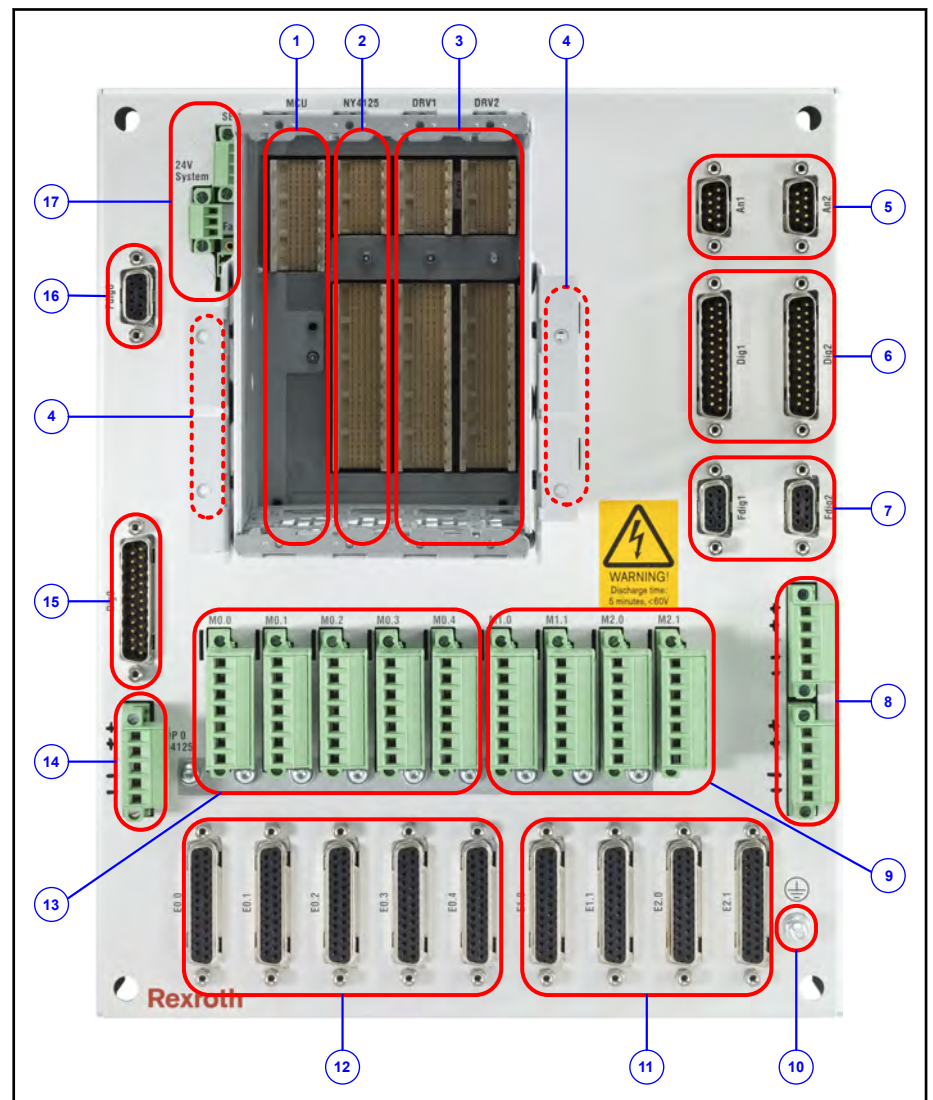 1 2 3 4
MCU NY4125 DRV1 DRV2
24V
System
17
An1 An2
5
16
Dig1 Dig2
6
4
Fdig1 Fdig2
7
WARNING!
Discharge time:
5 minutes, <60V
15
M0.0 M0.1 M0.2 M0.3 M0.4 M1.0 M1.1 M2.0 M2.1
8
14
13
9
E0.0 E0.1 E0.2 E0.3 E0.4 E1.0 E1.1 E2.0 E2.1
Rexroth
12 11 10